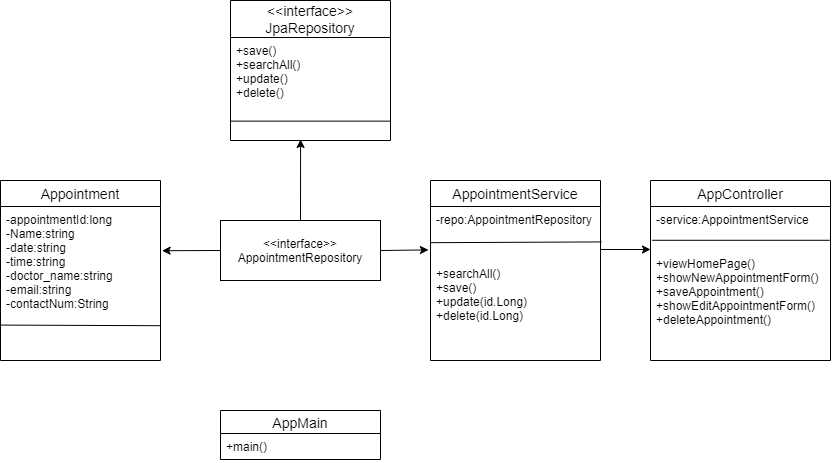 <<interface>>
JpaRepository
+save()
+searchAll()
+update()
+delete()
Appointment
-appointmentId:long
-Name:string
-date:string
-time:string
-doctor_name:string
-email:string
-contactNum:String
<<interface>>
AppointmentRepository
AppointmentService
-repo:AppointmentRepository
+searchAll()
+save()
+update(id.Long)
+delete(id.Long)
AppController
-service:AppointmentService
+viewHomePage()
+showNewAppointmentForm()
+saveAppointment()
+showEditAppointmentForm()
+deleteAppointment()
AppMain
+main()